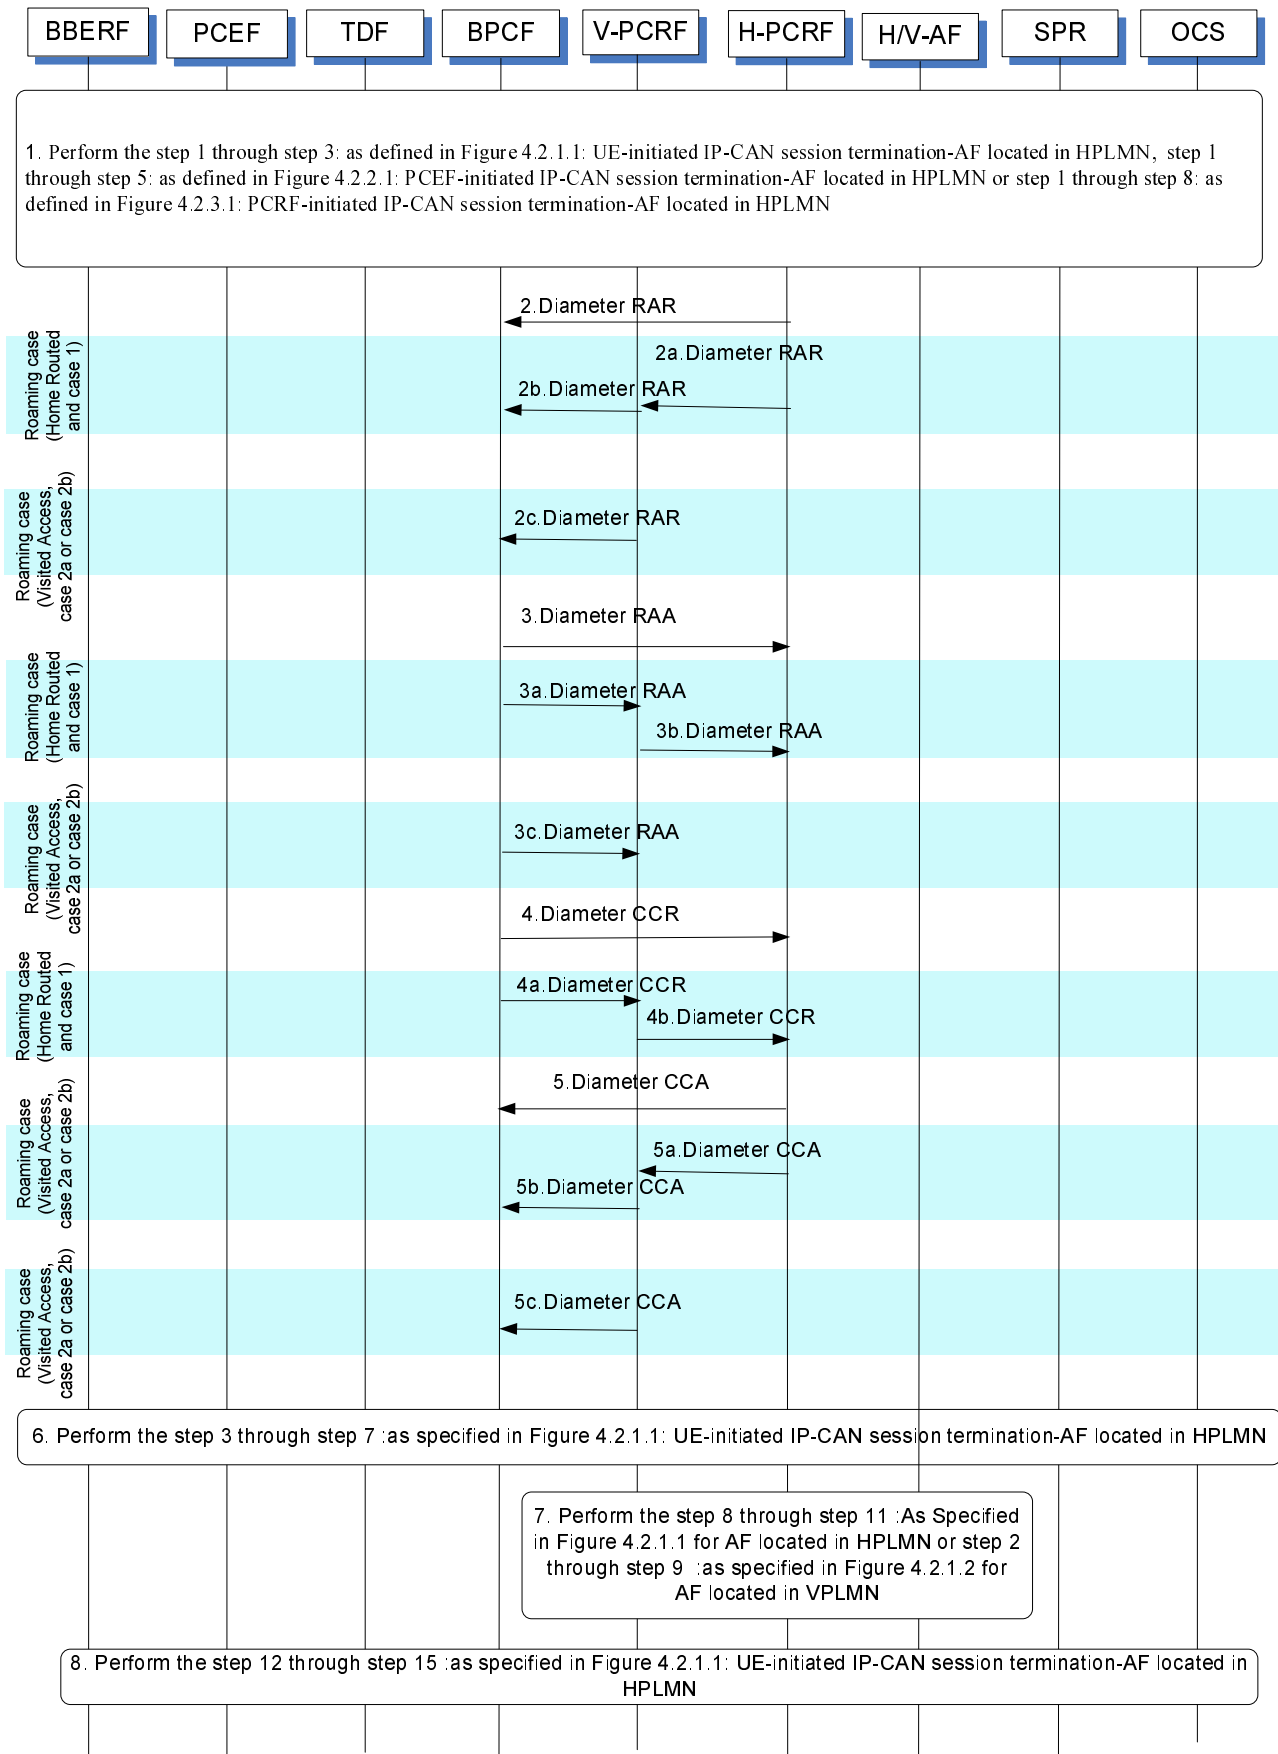 BBERF
PCEF
TDF
BPCF
V-PCRF
H-PCRF
H/V-AF
SPR
OCS
1. Perform the step 1 through step 3: as defined in Figure 4.2.1.1: UE-initiated IP-CAN session termination-AF located in HPLMN, step 1
through step 5: as defined in Figure 4.2.2.1: PCEF-initiated IP-CAN session termination-AF located in HPLMN or step 1 through step 8: as
defined in Figure 4.2.3.1: PCRF-initiated IP-CAN session termination-AF located in HPLMN
2.Diameter RAR
Roaming case
(Home Routed
and case 1)
2a.Diameter RAR
2b.Diameter RAR
Roaming case
(Visited Access,
case 2a or case 2b)
2c.Diameter RAR
3.Diameter RAA
Roaming case
(Home Routed
and case 1)
3a.Diameter RAA
3b.Diameter RAA
Roaming case
(Visited Access,
case 2a or case 2b)
3c.Diameter RAA
4.Diameter CCR
Roaming case
(Home Routed
and case 1)
4a.Diameter CCR
4b.Diameter CCR
5.Diameter CCA
Roaming case
(Visited Access,
case 2a or case 2b)
5a.Diameter CCA
5b.Diameter CCA
Roaming case
(Visited Access,
case 2a or case 2b)
5c.Diameter CCA
6. Perform the step 3 through step 7 :as specified in Figure 4.2.1.1: UE-initiated IP-CAN session termination-AF located in HPLMN
7. Perform the step 8 through step 11 :As Specified
in Figure 4.2.1.1 for AF located in HPLMN or step 2
through step 9 :as specified in Figure 4.2.1.2 for
AF located in VPLMN
8. Perform the step 12 through step 15 :as specified in Figure 4.2.1.1: UE-initiated IP-CAN session termination-AF located in
HPLMN